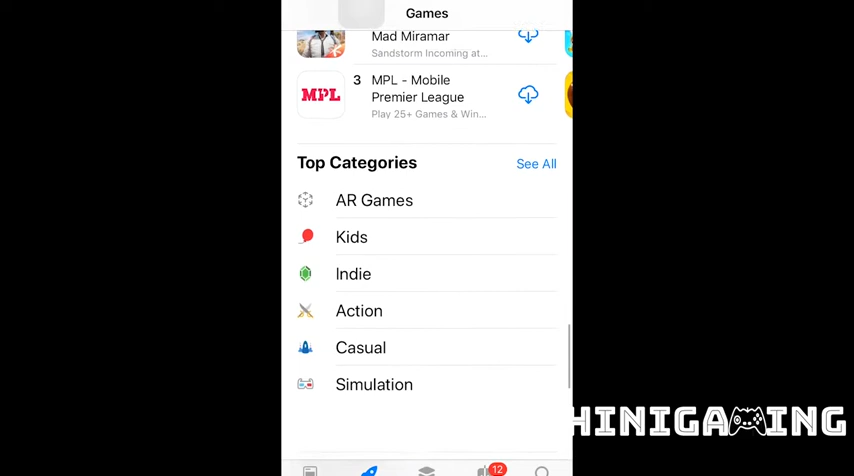 Games
Mad Miramar
Sandstorm Incoming at...
MPL
3
MPL - Mobile
Premier League
Play 25+ Games & Win...
Top Categories
See All
AR Games
Kids
Indie
Action
Casual
Simulation
12
HINIGAMING